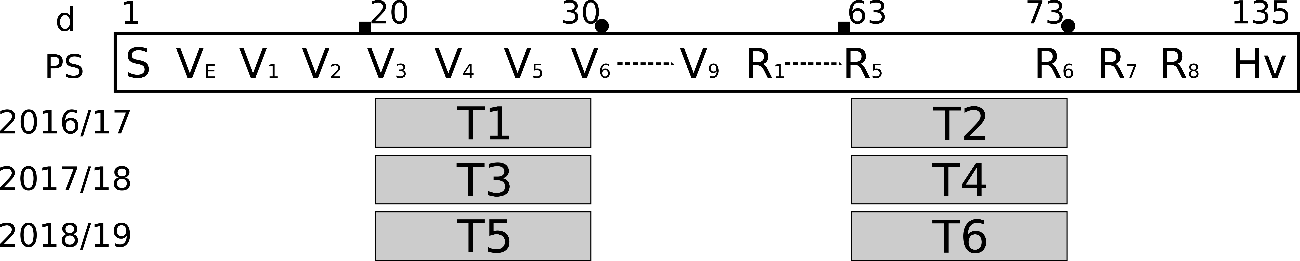 d 1 20 30 63 73 135
PS S VE V1 V2 V3 V4 V5 V6 V9 R1 R5 R6 R7 R8 Hv
2016/17 T1 T2
2017/18 T3 T4
2018/19 T5 T6